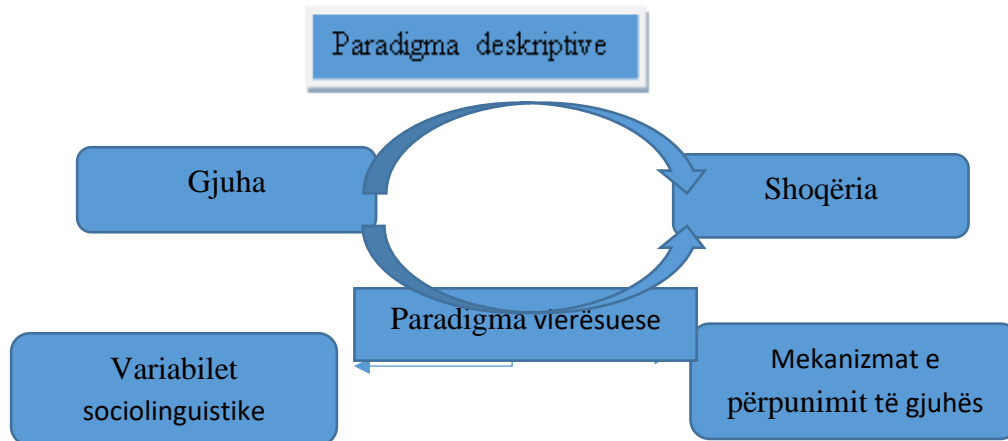 Paradigma deskriptive
Gjuha
Shoqëria
Paradigma vlerësuese
Variabilet
sociolinguistike
Mekanizmat e
përpunimit të gjuhës